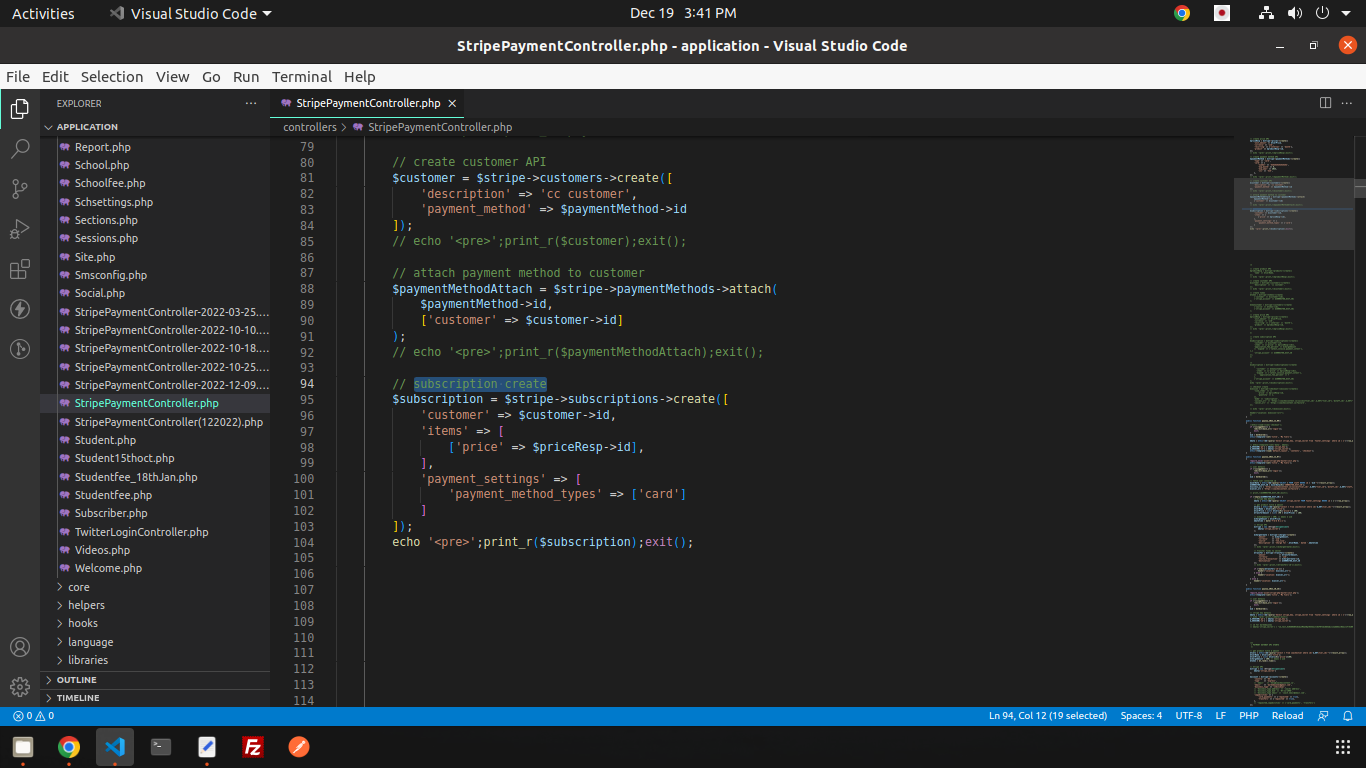 Activities
Visual Studio Code
Dec 19 3:41 PM
StripePaymentController.php - application - Visual Studio Code
File Edit Selection View Go Run Terminal Help
EXPLORER
StripePaymentController.php
APPLICATION
controllers > StripePaymentController.php
Report.php
School.php
Schoolfee.php
Schsettings.php
Sections.php
Sessions.php
Site.php
Smsconfig.php
Social.php
StripePaymentController-2022-03-25....
StripePaymentController-2022-10-10....
StripePaymentController-2022-10-18....
StripePaymentController-2022-10-25....
StripePaymentController-2022-12-09....
StripePaymentController.php
StripePaymentController(122022).php
Student.php
Student15thoct.php
Studentfee_18thJan.php
Studentfee.php
Subscriber.php
TwitterLoginController.php
Videos.php
Welcome.php
core
helpers
hooks
language
libraries
OUTLINE
TIMELINE
79
80 // create customer API
81 $customer = $stripe->customers->create([
82 'description' => 'cc customer',
83 'payment_method' => $paymentMethod->id
84 ]);
85 // echo '<pre>';print_r($customer);exit();
86
87 // attach payment method to customer
88 $paymentMethodAttach = $stripe->paymentMethods->attach(
89 $paymentMethod->id,
90 ['customer' => $customer->id]
91 );
92 // echo '<pre>';print_r($paymentMethodAttach);exit();
93
94 // subscription create
95 $subscription = $stripe->subscriptions->create([
96 'customer' => $customer->id,
97 'items' => [
98 ['price' => $priceResp->id],
99 ],
100 'payment_settings' => [
101 'payment_method_types' => ['card']
102 ]
103 ]);
104 echo '<pre>';print_r($subscription);exit();
105
106
107
108
109
110
111
112
113
114
0 0
Ln 94, Col 12 (19 selected)
Spaces: 4
UTF-8
LF
PHP
Reload